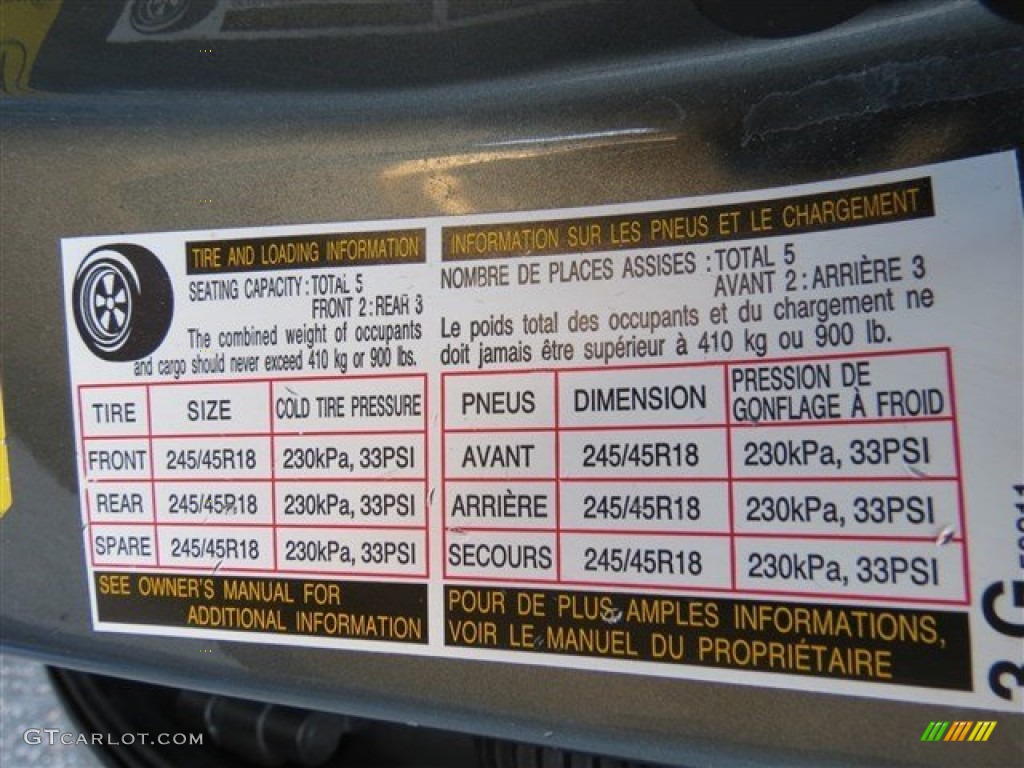 TIRE AND LOADING INFORMATION
SEATING CAPACITY : TOTAL 5
FRONT 2 : REAR 3
The combined weight of occupants
and cargo should never exceed 410 kg or 900 lbs.
TIRE SIZE COLD TIRE PRESSURE
FRONT 245/45R18 230kPa, 33PSI
REAR 245/45R18 230kPa, 33PSI
SPARE 245/45R18 230kPa, 33PSI
SEE OWNER'S MANUAL FOR
ADDITIONAL INFORMATION
INFORMATION SUR LES PNEUS ET LE CHARGEMENT
NOMBRE DE PLACES ASSISES : TOTAL 5
AVANT 2 : ARRIÈRE 3
Le poids total des occupants et du chargement ne
doit jamais être supérieur à 410 kg ou 900 lb.
PNEUS DIMENSION PRESSION DE
GONFLAGE À FROID
AVANT 245/45R18 230kPa, 33PSI
ARRIÈRE 245/45R18 230kPa, 33PSI
SECOURS 245/45R18 230kPa, 33PSI
POUR DE PLUS AMPLES INFORMATIONS,
VOIR LE MANUEL DU PROPRIÉTAIRE
3G
GTCarlot.com